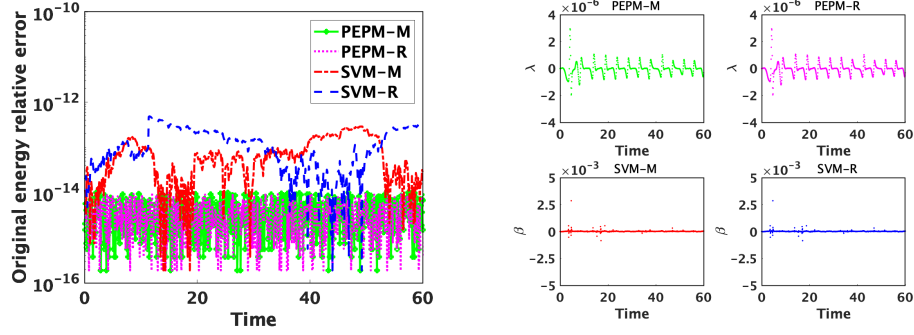 10⁻¹⁰
10⁻¹²
10⁻¹⁴
10⁻¹⁶
Original energy relative error
PEPM-M
PEPM-R
SVM-M
SVM-R
0 20 40 60
Time
×10⁻⁶ PEPM-M
4
2
0
-2
-4
λ
0 20 40 60
Time
×10⁻⁶ PEPM-R
4
2
0
-2
-4
λ
0 20 40 60
Time
×10⁻³ SVM-M
5
2.5
0
-2.5
-5
β
0 20 40 60
Time
×10⁻³ SVM-R
5
2.5
0
-2.5
-5
β
0 20 40 60
Time